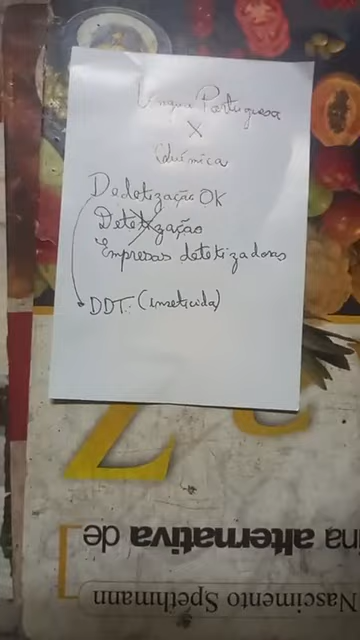 Língua Portuguesa
X
Química
Dedetização OK
Detetização
Empresas detetizadoras
DDT: (inseticida)
na alternativa de
Nascimento Spethmann